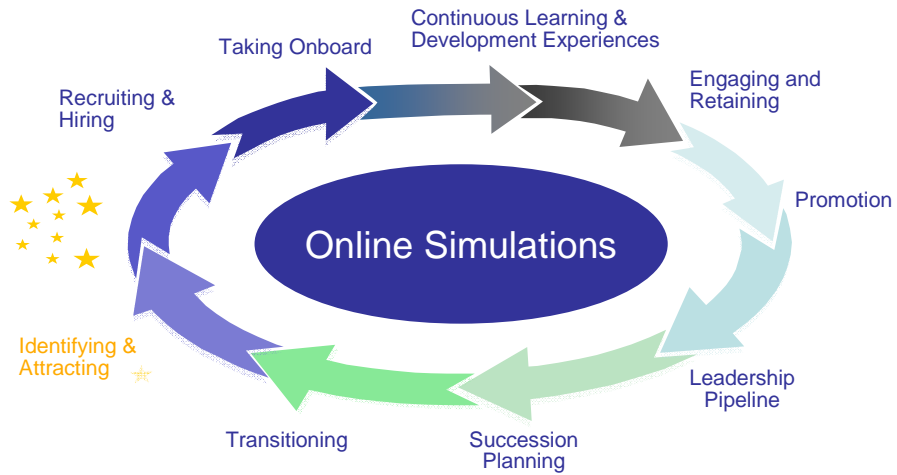 Continuous Learning &
Development Experiences
Taking Onboard
Engaging and
Retaining
Recruiting &
Hiring
Promotion
Online Simulations
Identifying &
Attracting
Leadership
Pipeline
Transitioning
Succession
Planning